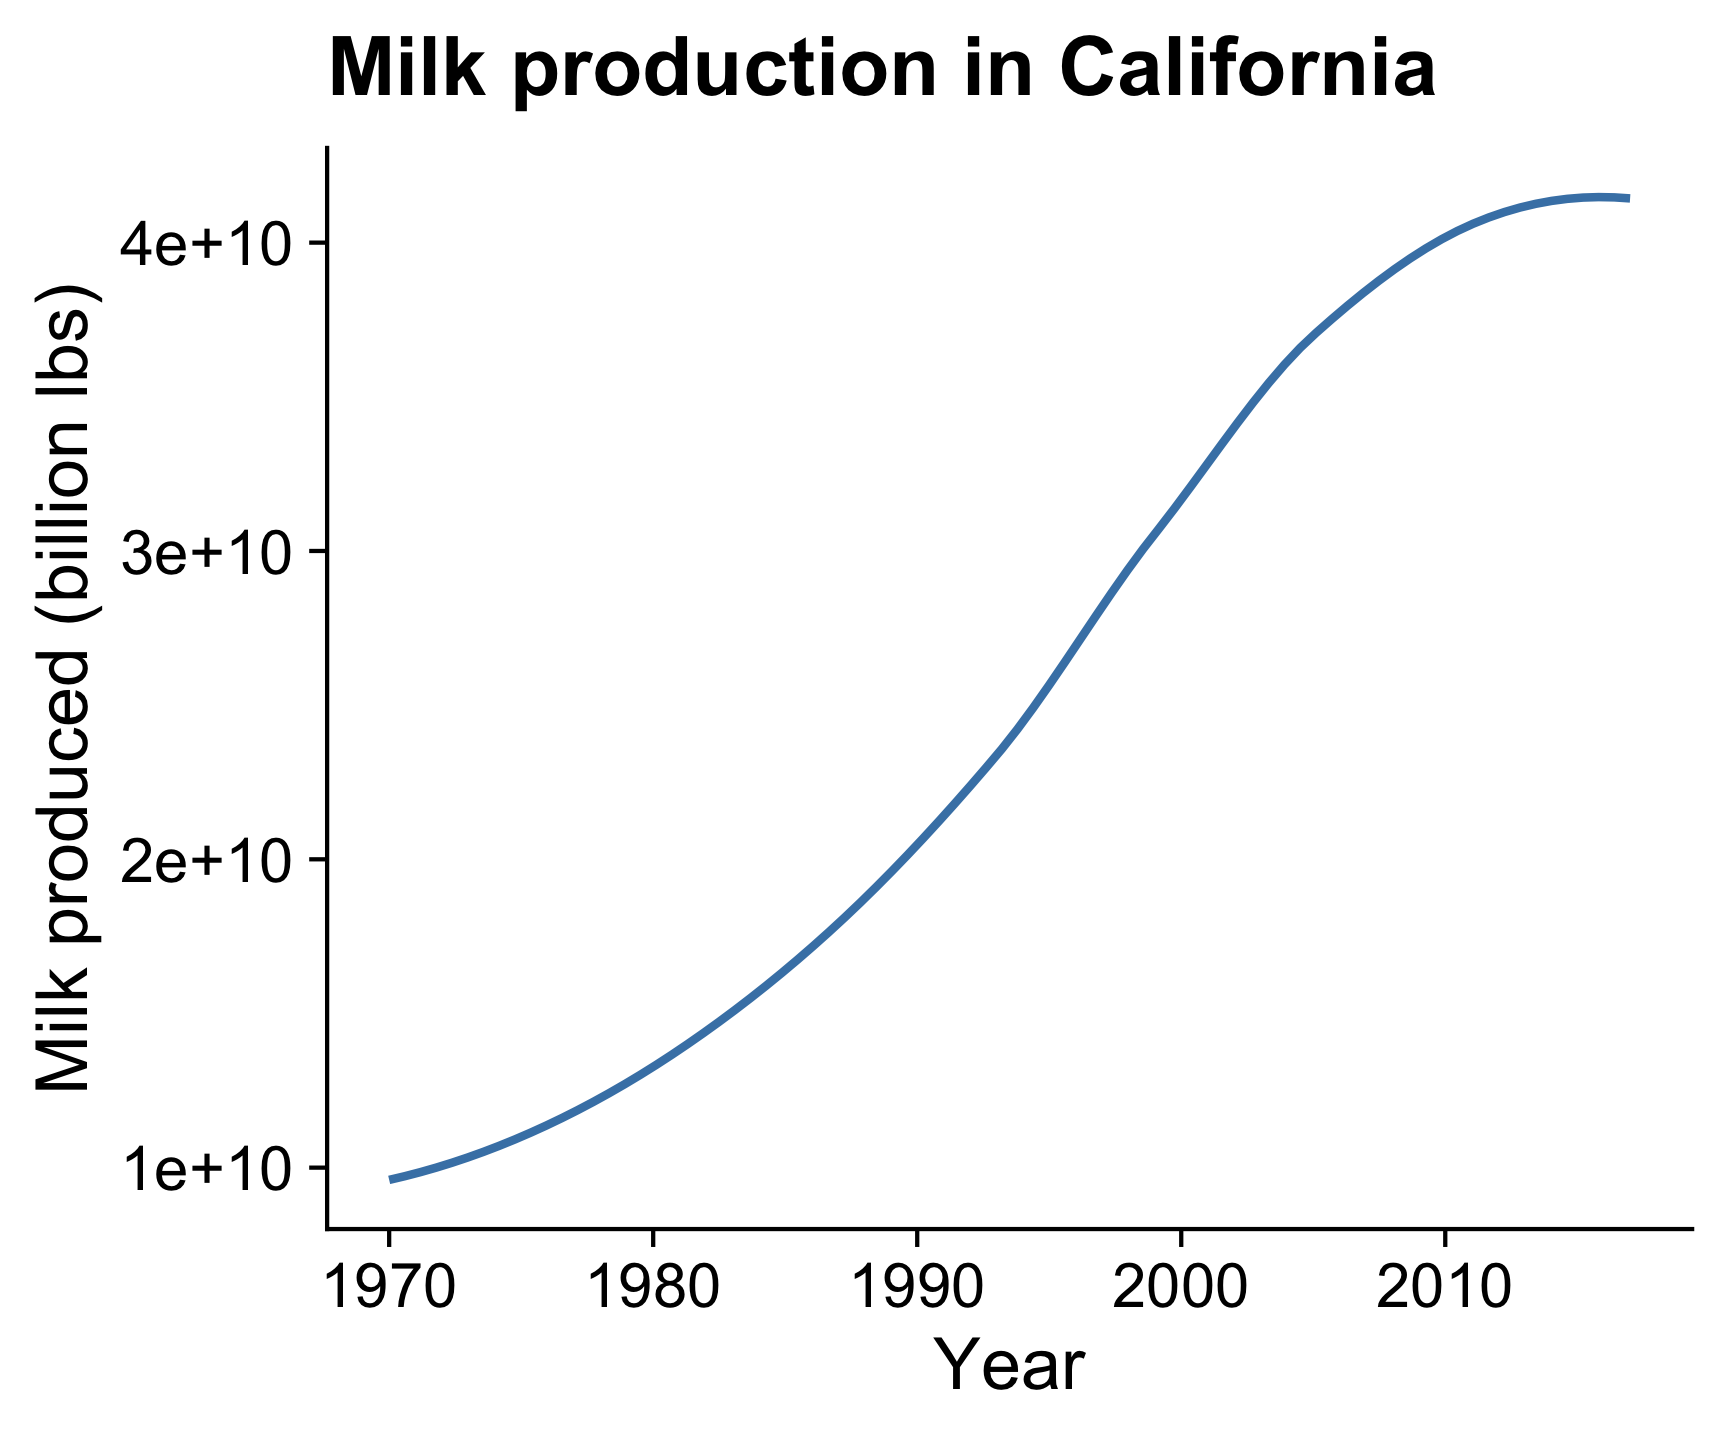 Milk production in California
Milk produced (billion lbs)
4e+10
3e+10
2e+10
1e+10
1970 1980 1990 2000 2010
Year